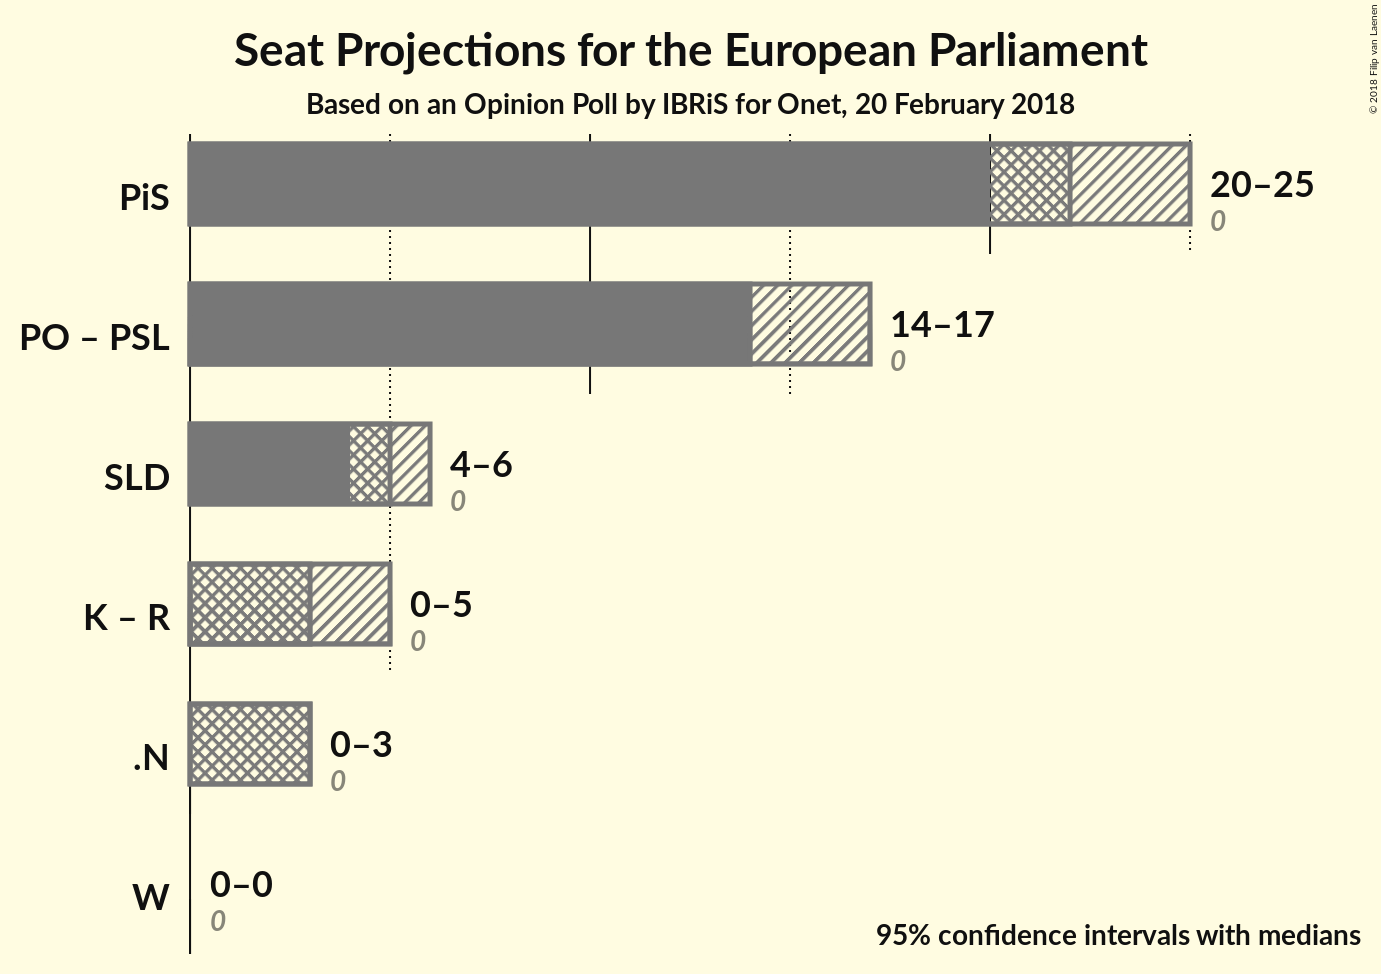 Seat Projections for the European Parliament
Based on an Opinion Poll by IBRiS for Onet, 20 February 2018
© 2018 Filip van Laenen
PiS
20–25
0
PO – PSL
14–17
0
SLD
4–6
0
K – R
0–5
0
.N
0–3
0
W
0–0
0
95% confidence intervals with medians